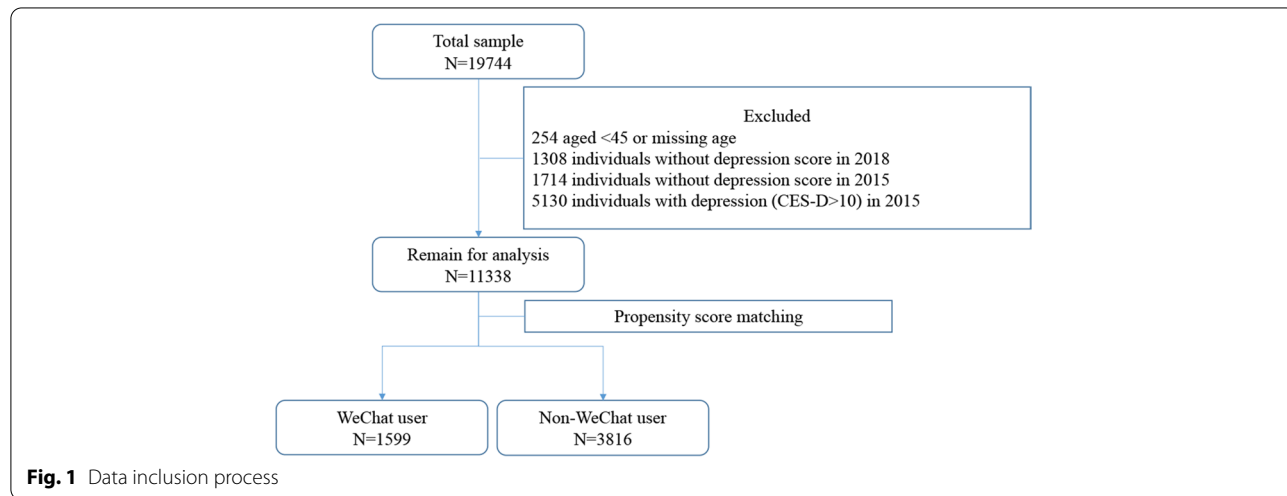 Total sample
N=19744
Excluded
254 aged <45 or missing age
1308 individuals without depression score in 2018
1714 individuals without depression score in 2015
5130 individuals with depression (CES-D>10) in 2015
Remain for analysis
N=11338
Propensity score matching
WeChat user
N=1599
Non-WeChat user
N=3816
Fig. 1 Data inclusion process